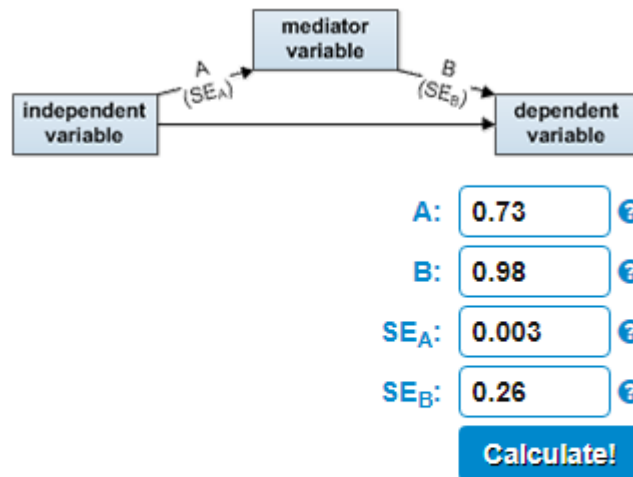 mediator
variable
A
(SEA)
B
(SEB)
independent
variable
dependent
variable
A: 0.73 ?
B: 0.98 ?
SEA: 0.003 ?
SEB: 0.26 ?
Calculate!